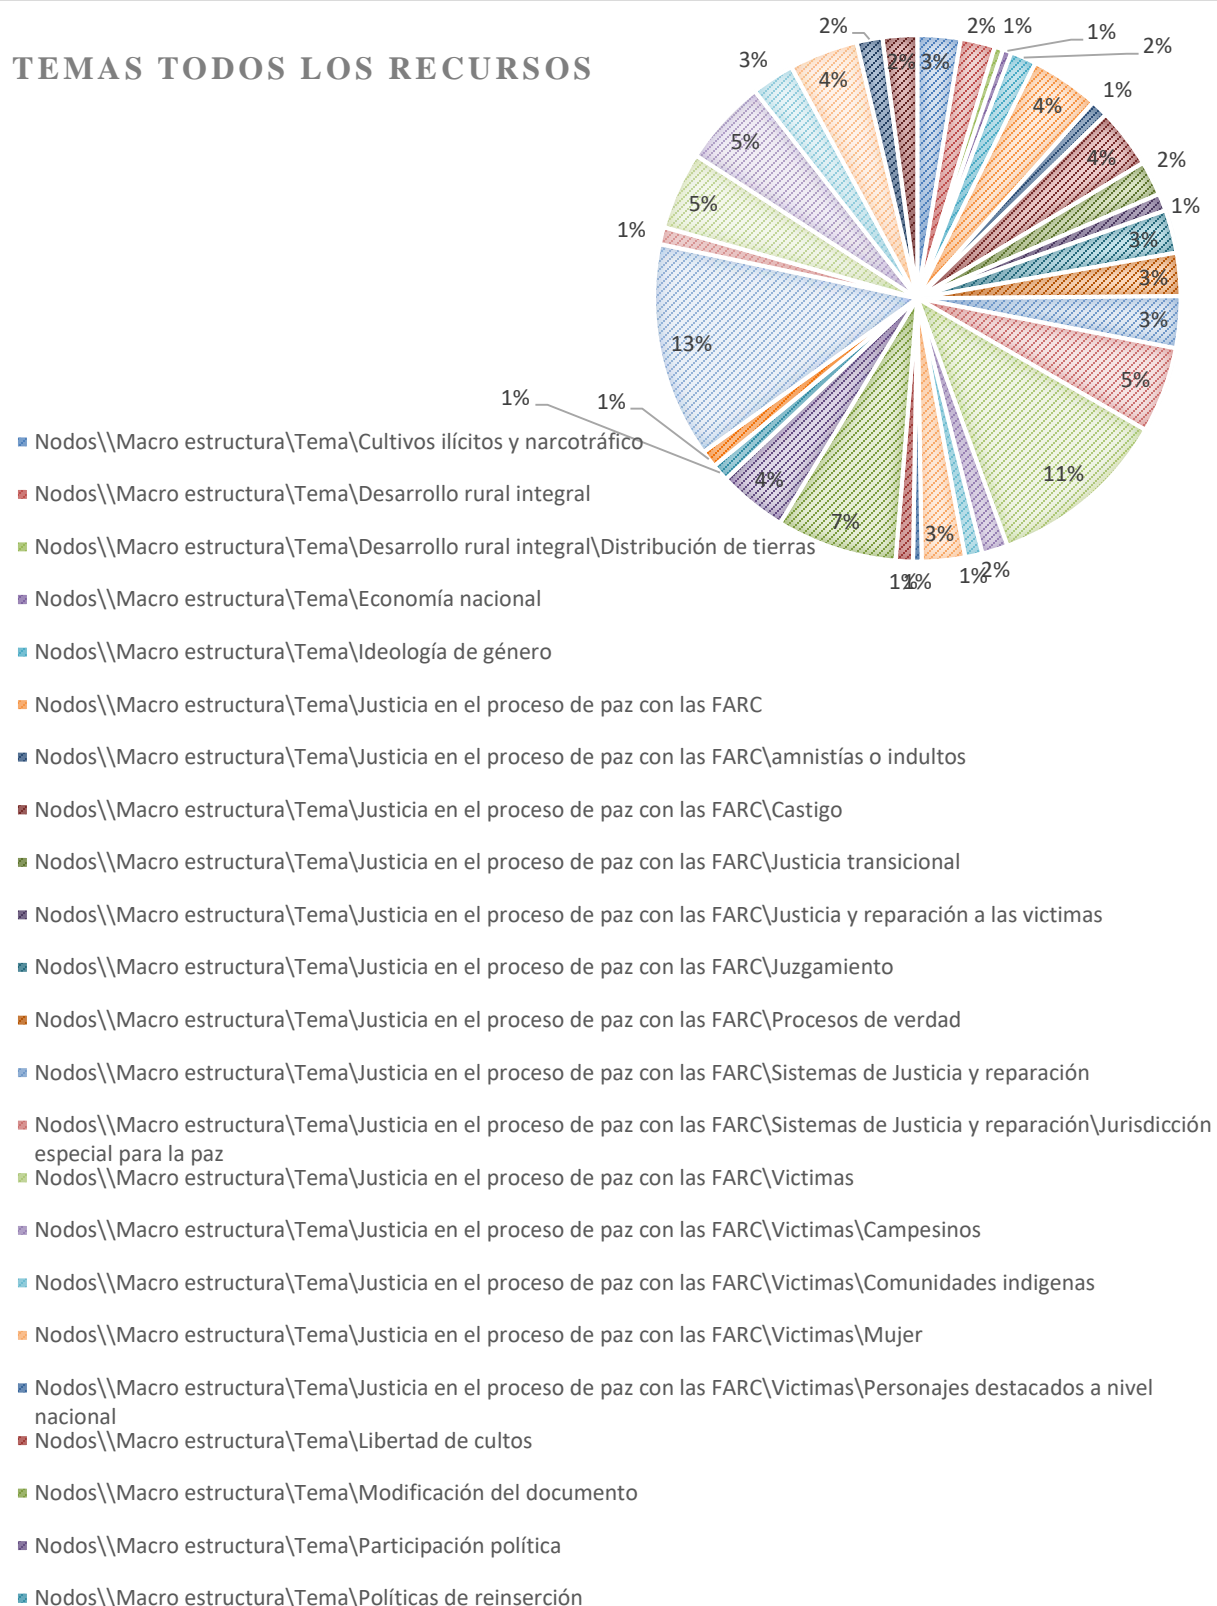 TEMAS TODOS LOS RECURSOS
3%
2%
1%
1%
2%
4%
1%
4%
2%
1%
3%
3%
3%
5%
11%
2%
1%
3%
1%
1%
7%
4%
1%
1%
13%
1%
5%
5%
3%
4%
2%
2%
Nodos\\Macro estructura\Tema\Cultivos ilícitos y narcotráfico
Nodos\\Macro estructura\Tema\Desarrollo rural integral
Nodos\\Macro estructura\Tema\Desarrollo rural integral\Distribución de tierras
Nodos\\Macro estructura\Tema\Economía nacional
Nodos\\Macro estructura\Tema\Ideología de género
Nodos\\Macro estructura\Tema\Justicia en el proceso de paz con las FARC
Nodos\\Macro estructura\Tema\Justicia en el proceso de paz con las FARC\amnistías o indultos
Nodos\\Macro estructura\Tema\Justicia en el proceso de paz con las FARC\Castigo
Nodos\\Macro estructura\Tema\Justicia en el proceso de paz con las FARC\Justicia transicional
Nodos\\Macro estructura\Tema\Justicia en el proceso de paz con las FARC\Justicia y reparación a las victimas
Nodos\\Macro estructura\Tema\Justicia en el proceso de paz con las FARC\Juzgamiento
Nodos\\Macro estructura\Tema\Justicia en el proceso de paz con las FARC\Procesos de verdad
Nodos\\Macro estructura\Tema\Justicia en el proceso de paz con las FARC\Sistemas de Justicia y reparación
Nodos\\Macro estructura\Tema\Justicia en el proceso de paz con las FARC\Sistemas de Justicia y reparación\Jurisdicción
especial para la paz
Nodos\\Macro estructura\Tema\Justicia en el proceso de paz con las FARC\Victimas
Nodos\\Macro estructura\Tema\Justicia en el proceso de paz con las FARC\Victimas\Campesinos
Nodos\\Macro estructura\Tema\Justicia en el proceso de paz con las FARC\Victimas\Comunidades indigenas
Nodos\\Macro estructura\Tema\Justicia en el proceso de paz con las FARC\Victimas\Mujer
Nodos\\Macro estructura\Tema\Justicia en el proceso de paz con las FARC\Victimas\Personajes destacados a nivel
nacional
Nodos\\Macro estructura\Tema\Libertad de cultos
Nodos\\Macro estructura\Tema\Modificación del documento
Nodos\\Macro estructura\Tema\Participación política
Nodos\\Macro estructura\Tema\Políticas de reinserción